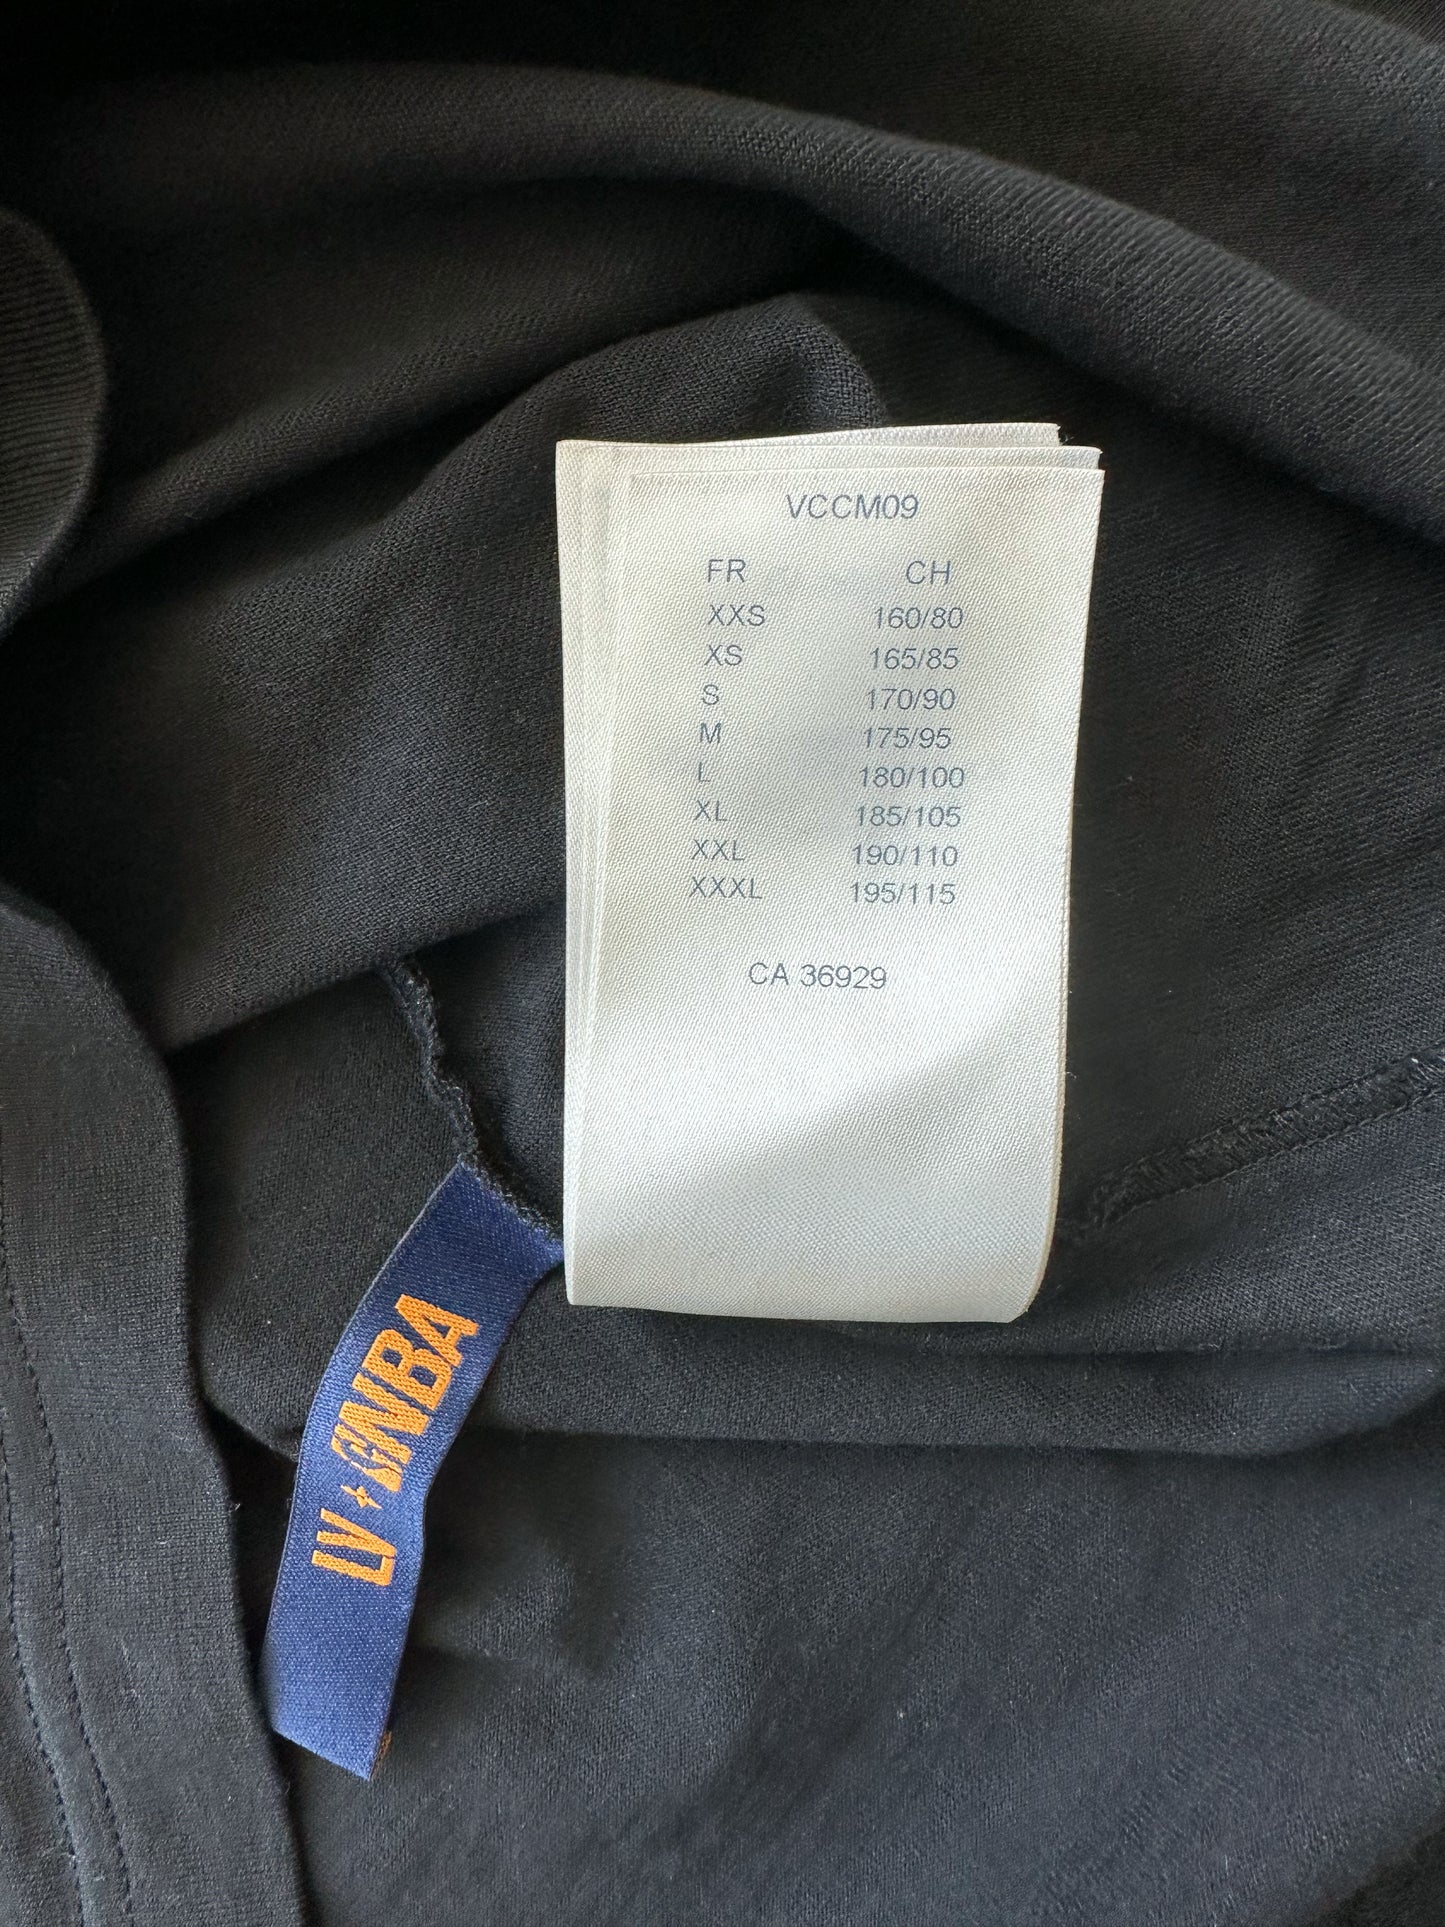 VCCM09
FR CH
XXS 160/80
XS 165/85
S 170/90
M 175/95
L 180/100
XL 185/105
XXL 190/110
XXXL 195/115
CA 36929
LV NBA